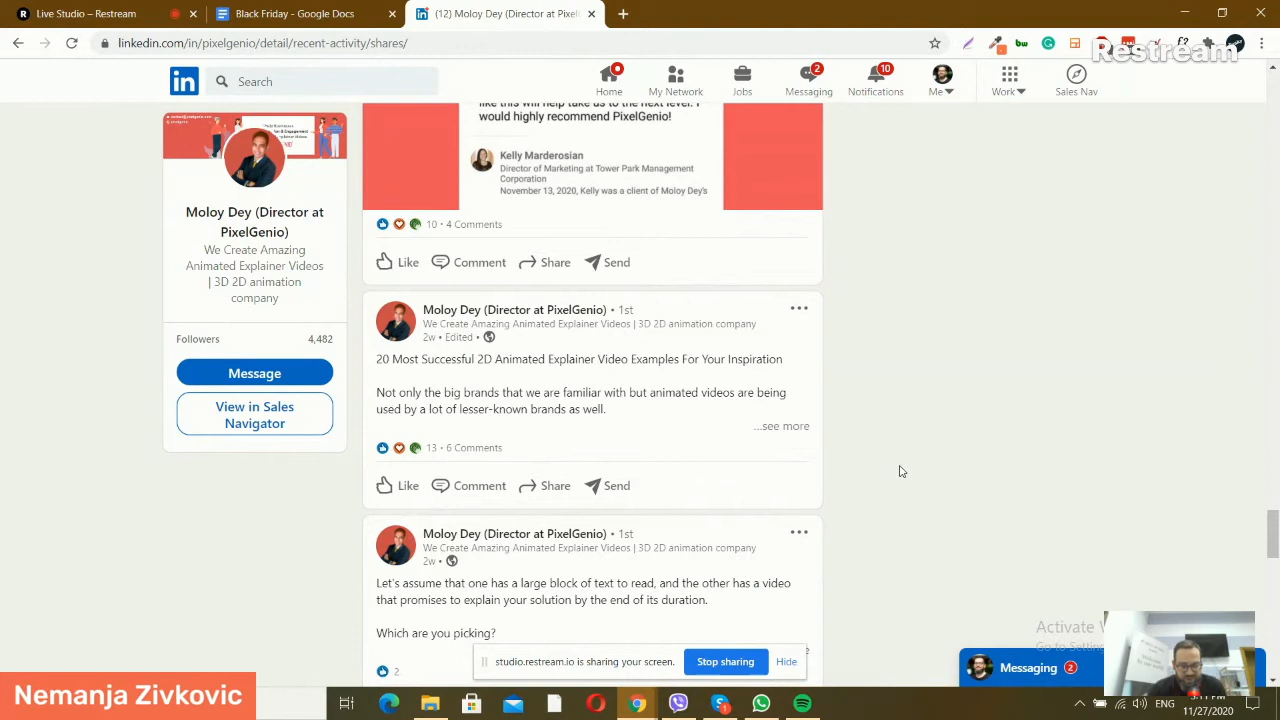 Live Studio – Restream
Black Friday - Google Docs
(12) Moloy Dey (Director at Pixel
linkedin.com/in/pixelgenio/detail/recent-activity/shares/
Restream
in
Search
Home
My Network
Jobs
2
Messaging
10
Notifications
Me
Work
Sales Nav
like this will help take us to the next level. I
would highly recommend PixelGenio!
Kelly Marderosian
Director of Marketing at Tower Park Management
Corporation
November 13, 2020, Kelly was a client of Moloy Dey's
10 • 4 Comments
Like
Comment
Share
Send
Moloy Dey (Director at
PixelGenio)
We Create Amazing
Animated Explainer Videos
| 3D 2D animation
company
Followers 4,482
Message
View in Sales
Navigator
Moloy Dey (Director at PixelGenio) • 1st
We Create Amazing Animated Explainer Videos | 3D 2D animation company
2w • Edited •
20 Most Successful 2D Animated Explainer Video Examples For Your Inspiration
Not only the big brands that we are familiar with but animated videos are being
used by a lot of lesser-known brands as well.
...see more
13 • 6 Comments
Like
Comment
Share
Send
Moloy Dey (Director at PixelGenio) • 1st
We Create Amazing Animated Explainer Videos | 3D 2D animation company
2w •
Let's assume that one has a large block of text to read, and the other has a video
that promises to explain your solution by the end of its duration.
Which are you picking?
2
studio.restream.io is sharing your screen.
Stop sharing
Hide
Activate
Messaging 2
Nemanja Zivkovic
ENG
11/27/2020